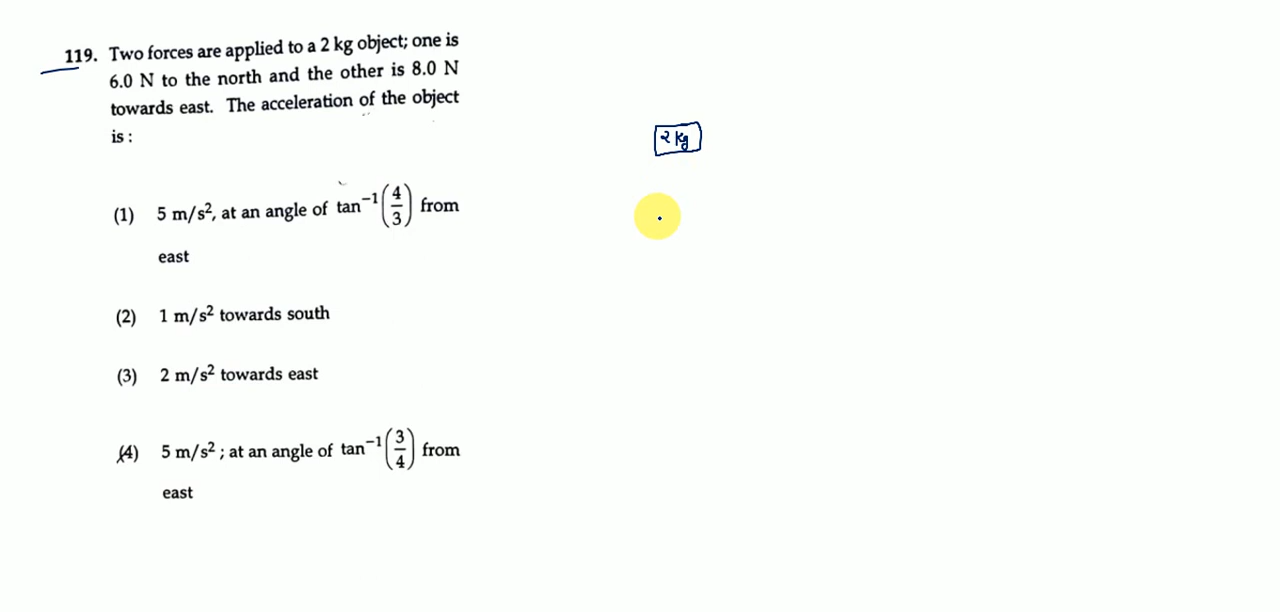 119. Two forces are applied to a 2 kg object; one is
6.0 N to the north and the other is 8.0 N
towards east. The acceleration of the object
is :
2 kg
(1) 5 m/s², at an angle of tan⁻¹(4/3) from
east
(2) 1 m/s² towards south
(3) 2 m/s² towards east
(4) 5 m/s² ; at an angle of tan⁻¹(3/4) from
east